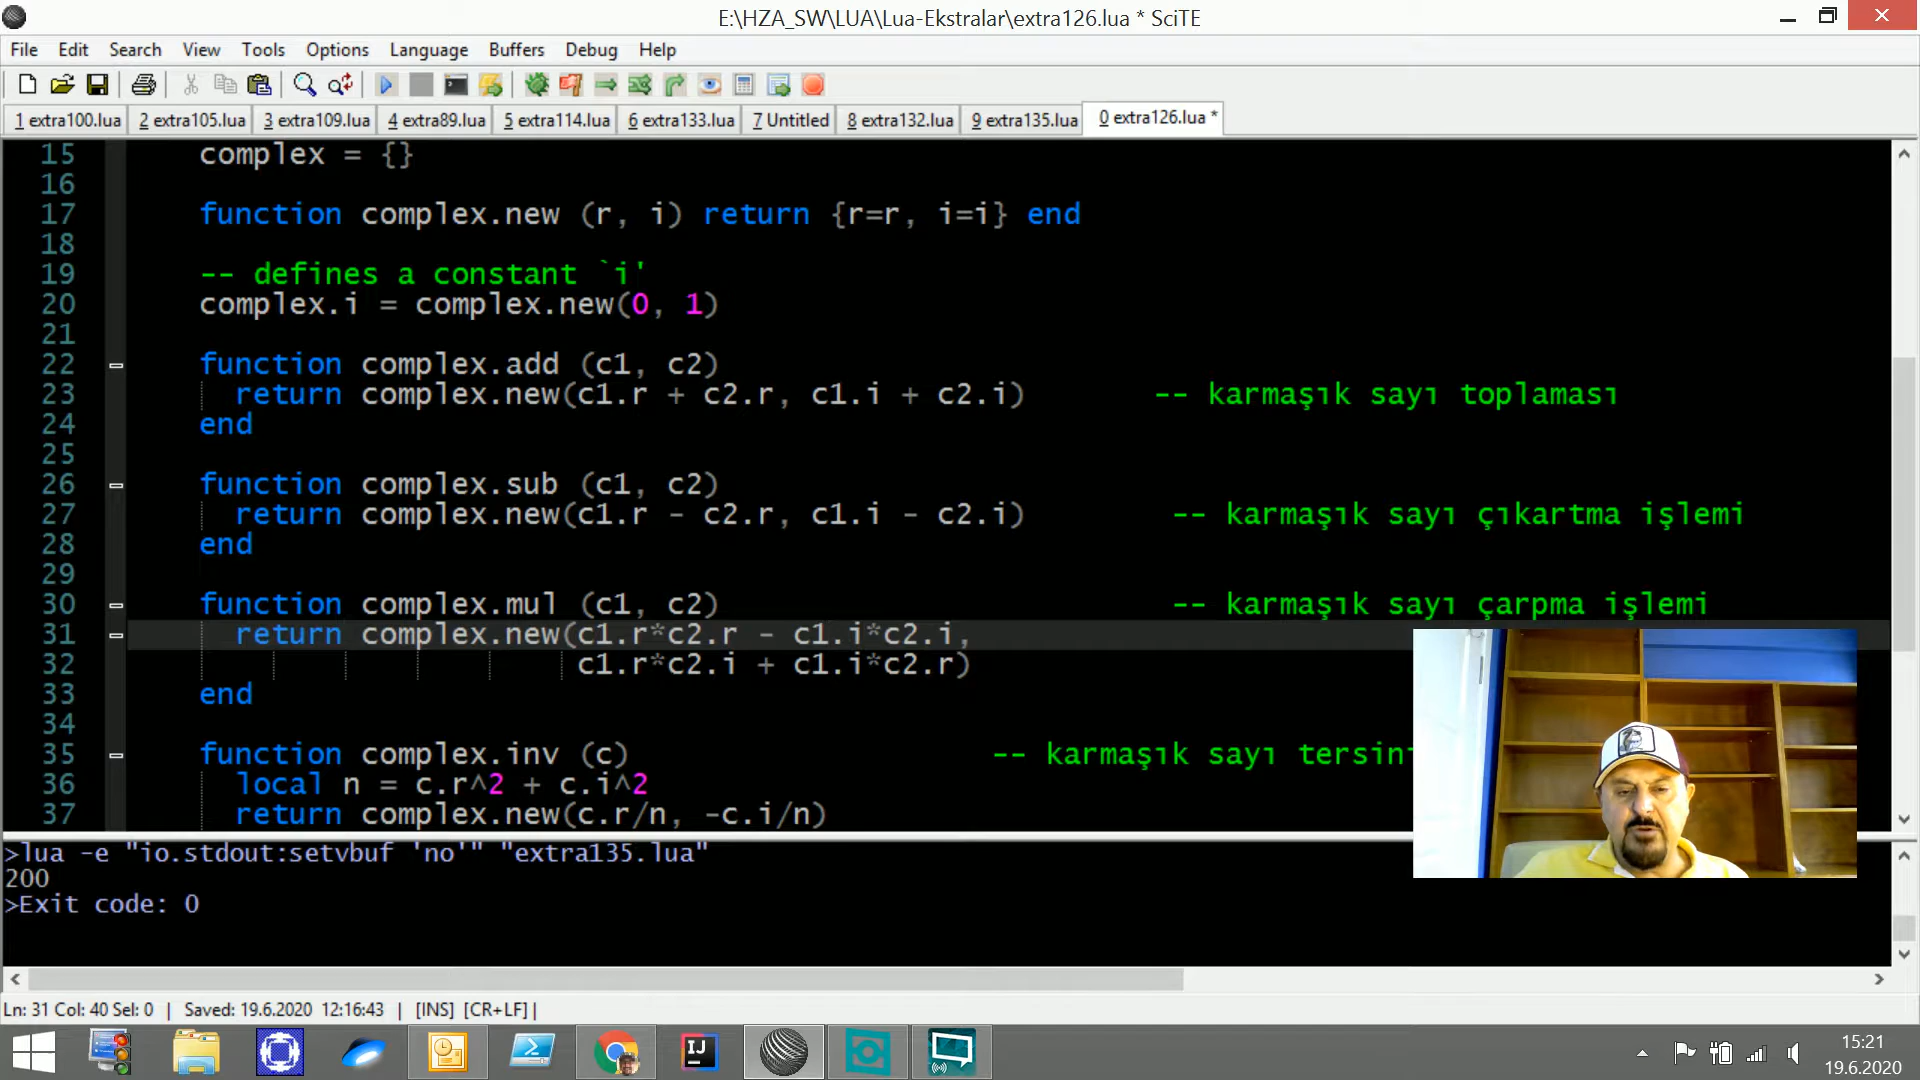 E:\HZA_SW\LUA\Lua-Ekstralar\extra126.lua * SciTE
File Edit Search View Tools Options Language Buffers Debug Help
1 extra100.lua 2 extra105.lua 3 extra109.lua 4 extra89.lua 5 extra114.lua 6 extra133.lua 7 Untitled 8 extra132.lua 9 extra135.lua 0 extra126.lua *
15 complex = {}
16
17 function complex.new (r, i) return {r=r, i=i} end
18
19 -- defines a constant `i'
20 complex.i = complex.new(0, 1)
21
22 function complex.add (c1, c2)
23 return complex.new(c1.r + c2.r, c1.i + c2.i) -- karmaşık sayı toplaması
24 end
25
26 function complex.sub (c1, c2)
27 return complex.new(c1.r - c2.r, c1.i - c2.i) -- karmaşık sayı çıkartma işlemi
28 end
29
30 function complex.mul (c1, c2) -- karmaşık sayı çarpma işlemi
31 return complex.new(c1.r*c2.r - c1.i*c2.i,
32 c1.r*c2.i + c1.i*c2.r)
33 end
34
35 function complex.inv (c) -- karmaşık sayı tersini
36 local n = c.r^2 + c.i^2
37 return complex.new(c.r/n, -c.i/n)
>lua -e "io.stdout:setvbuf 'no'" "extra135.lua"
200
>Exit code: 0
Ln: 31 Col: 40 Sel: 0 | Saved: 19.6.2020 12:16:43 | [INS] [CR+LF] |
IJ
15:21
19.6.2020